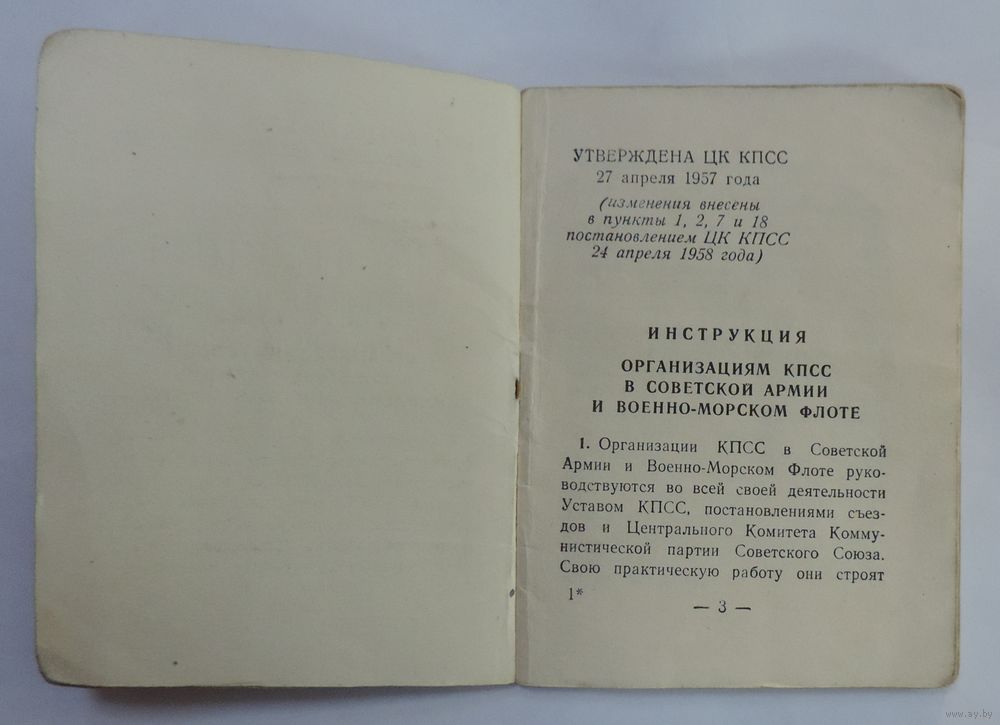 УТВЕРЖДЕНА ЦК КПСС
27 апреля 1957 года
(изменения внесены
в пункты 1, 2, 7 и 18
постановлением ЦК КПСС
24 апреля 1958 года)
ИНСТРУКЦИЯ
ОРГАНИЗАЦИЯМ КПСС
В СОВЕТСКОЙ АРМИИ
И ВОЕННО-МОРСКОМ ФЛОТЕ
1. Организации КПСС в Советской
Армии и Военно-Морском Флоте руко-
водствуются во всей своей деятельности
Уставом КПСС, постановлениями съез-
дов и Центрального Комитета Комму-
нистической партии Советского Союза.
Свою практическую работу они строят
1*
— 3 —
www.ay.by